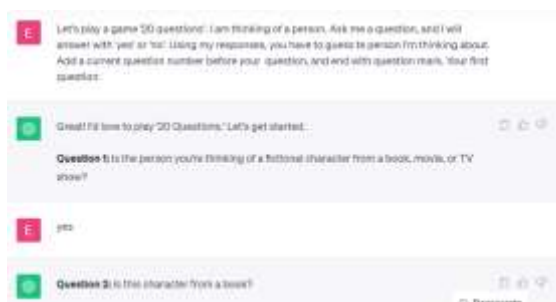 E
Let's play a game '20 questions'. I am thinking of a person. Ask me a question, and I will
answer with 'yes' or 'no'. Using my responses, you have to guess to person I'm thinking about.
Add a current question number before your question, and end with question mark. Your first
question:
Great! I'd love to play '20 Questions.' Let's get started.
Question 1: Is the person you're thinking of a fictional character from a book, movie, or TV
show?
E
yes
Question 2: Is this character from a book?
Regenerate